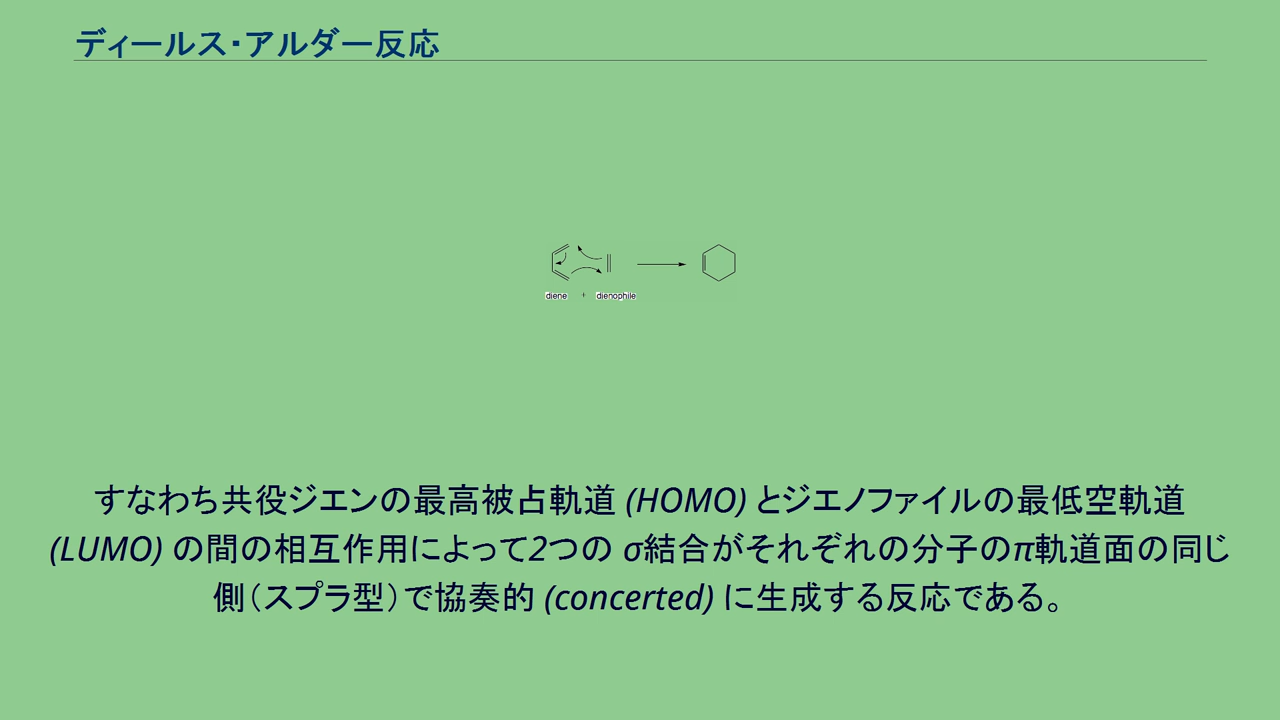 ディールス・アルダー反応
diene + dienophile
すなわち共役ジエンの最高被占軌道 (HOMO) とジエノファイルの最低空軌道
(LUMO) の間の相互作用によって2つの σ結合がそれぞれの分子のπ軌道面の同じ
側（スプラ型）で協奏的 (concerted) に生成する反応である。